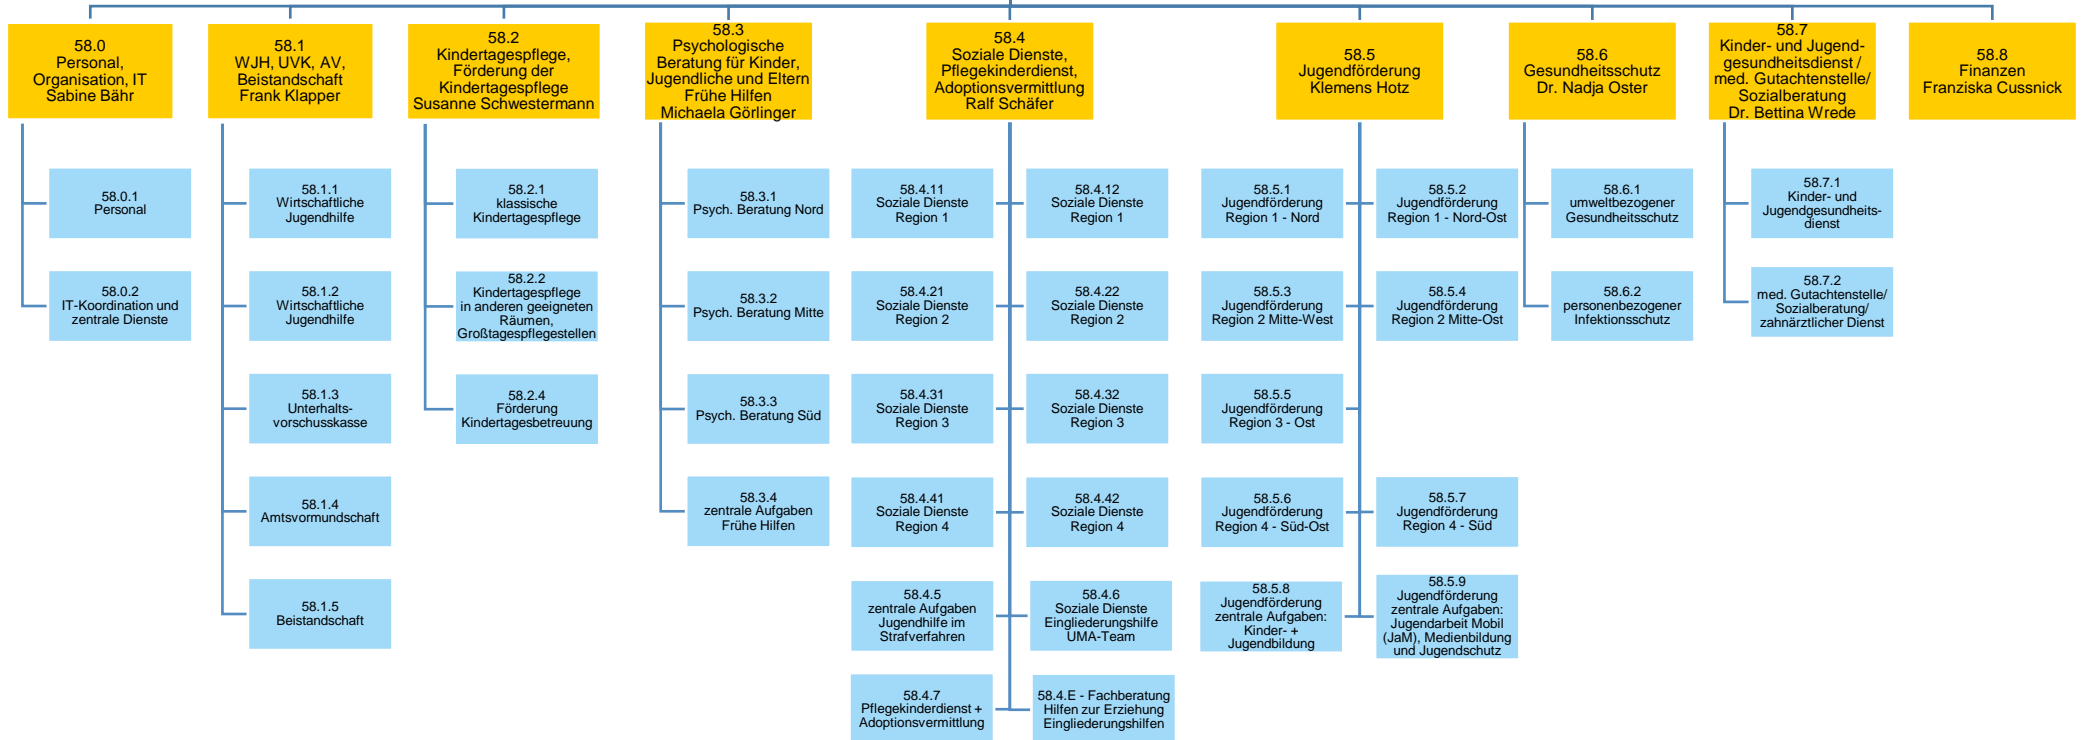 58.0
Personal,
Organisation, IT
Sabine Bähr
58.1
WJH, UVK, AV,
Beistandschaft
Frank Klapper
58.2
Kindertagespflege,
Förderung der
Kindertagespflege
Susanne Schwestermann
58.3
Psychologische
Beratung für Kinder,
Jugendliche und Eltern
Frühe Hilfen
Michaela Görlinger
58.4
Soziale Dienste,
Pflegekinderdienst,
Adoptionsvermittlung
Ralf Schäfer
58.5
Jugendförderung
Klemens Hotz
58.6
Gesundheitsschutz
Dr. Nadja Oster
58.7
Kinder- und Jugend-
gesundheitsdienst /
med. Gutachtenstelle/
Sozialberatung
Dr. Bettina Wrede
58.8
Finanzen
Franziska Cussnick
58.0.1
Personal
58.0.2
IT-Koordination und
zentrale Dienste
58.1.1
Wirtschaftliche
Jugendhilfe
58.1.2
Wirtschaftliche
Jugendhilfe
58.1.3
Unterhalts-
vorschusskasse
58.1.4
Amtsvormundschaft
58.1.5
Beistandschaft
58.2.1
klassische
Kindertagespflege
58.2.2
Kindertagespflege
in anderen geeigneten
Räumen,
Großtagespflegestellen
58.2.4
Förderung
Kindertagesbetreuung
58.3.1
Psych. Beratung Nord
58.3.2
Psych. Beratung Mitte
58.3.3
Psych. Beratung Süd
58.3.4
zentrale Aufgaben
Frühe Hilfen
58.4.11
Soziale Dienste
Region 1
58.4.12
Soziale Dienste
Region 1
58.4.21
Soziale Dienste
Region 2
58.4.22
Soziale Dienste
Region 2
58.4.31
Soziale Dienste
Region 3
58.4.32
Soziale Dienste
Region 3
58.4.41
Soziale Dienste
Region 4
58.4.42
Soziale Dienste
Region 4
58.4.5
zentrale Aufgaben
Jugendhilfe im
Strafverfahren
58.4.6
Soziale Dienste
Eingliederungshilfe
UMA-Team
58.4.7
Pflegekinderdienst +
Adoptionsvermittlung
58.4.E - Fachberatung
Hilfen zur Erziehung
Eingliederungshilfen
58.5.1
Jugendförderung
Region 1 - Nord
58.5.2
Jugendförderung
Region 1 - Nord-Ost
58.5.3
Jugendförderung
Region 2 Mitte-West
58.5.4
Jugendförderung
Region 2 Mitte-Ost
58.5.5
Jugendförderung
Region 3 - Ost
58.5.6
Jugendförderung
Region 4 - Süd-Ost
58.5.7
Jugendförderung
Region 4 - Süd
58.5.8
Jugendförderung
zentrale Aufgaben:
Kinder- +
Jugendbildung
58.5.9
Jugendförderung
zentrale Aufgaben:
Jugendarbeit Mobil
(JaM), Medienbildung
und Jugendschutz
58.6.1
umweltbezogener
Gesundheitsschutz
58.6.2
personenbezogener
Infektionsschutz
58.7.1
Kinder- und
Jugendgesundheits-
dienst
58.7.2
med. Gutachtenstelle/
Sozialberatung/
zahnärztlicher Dienst